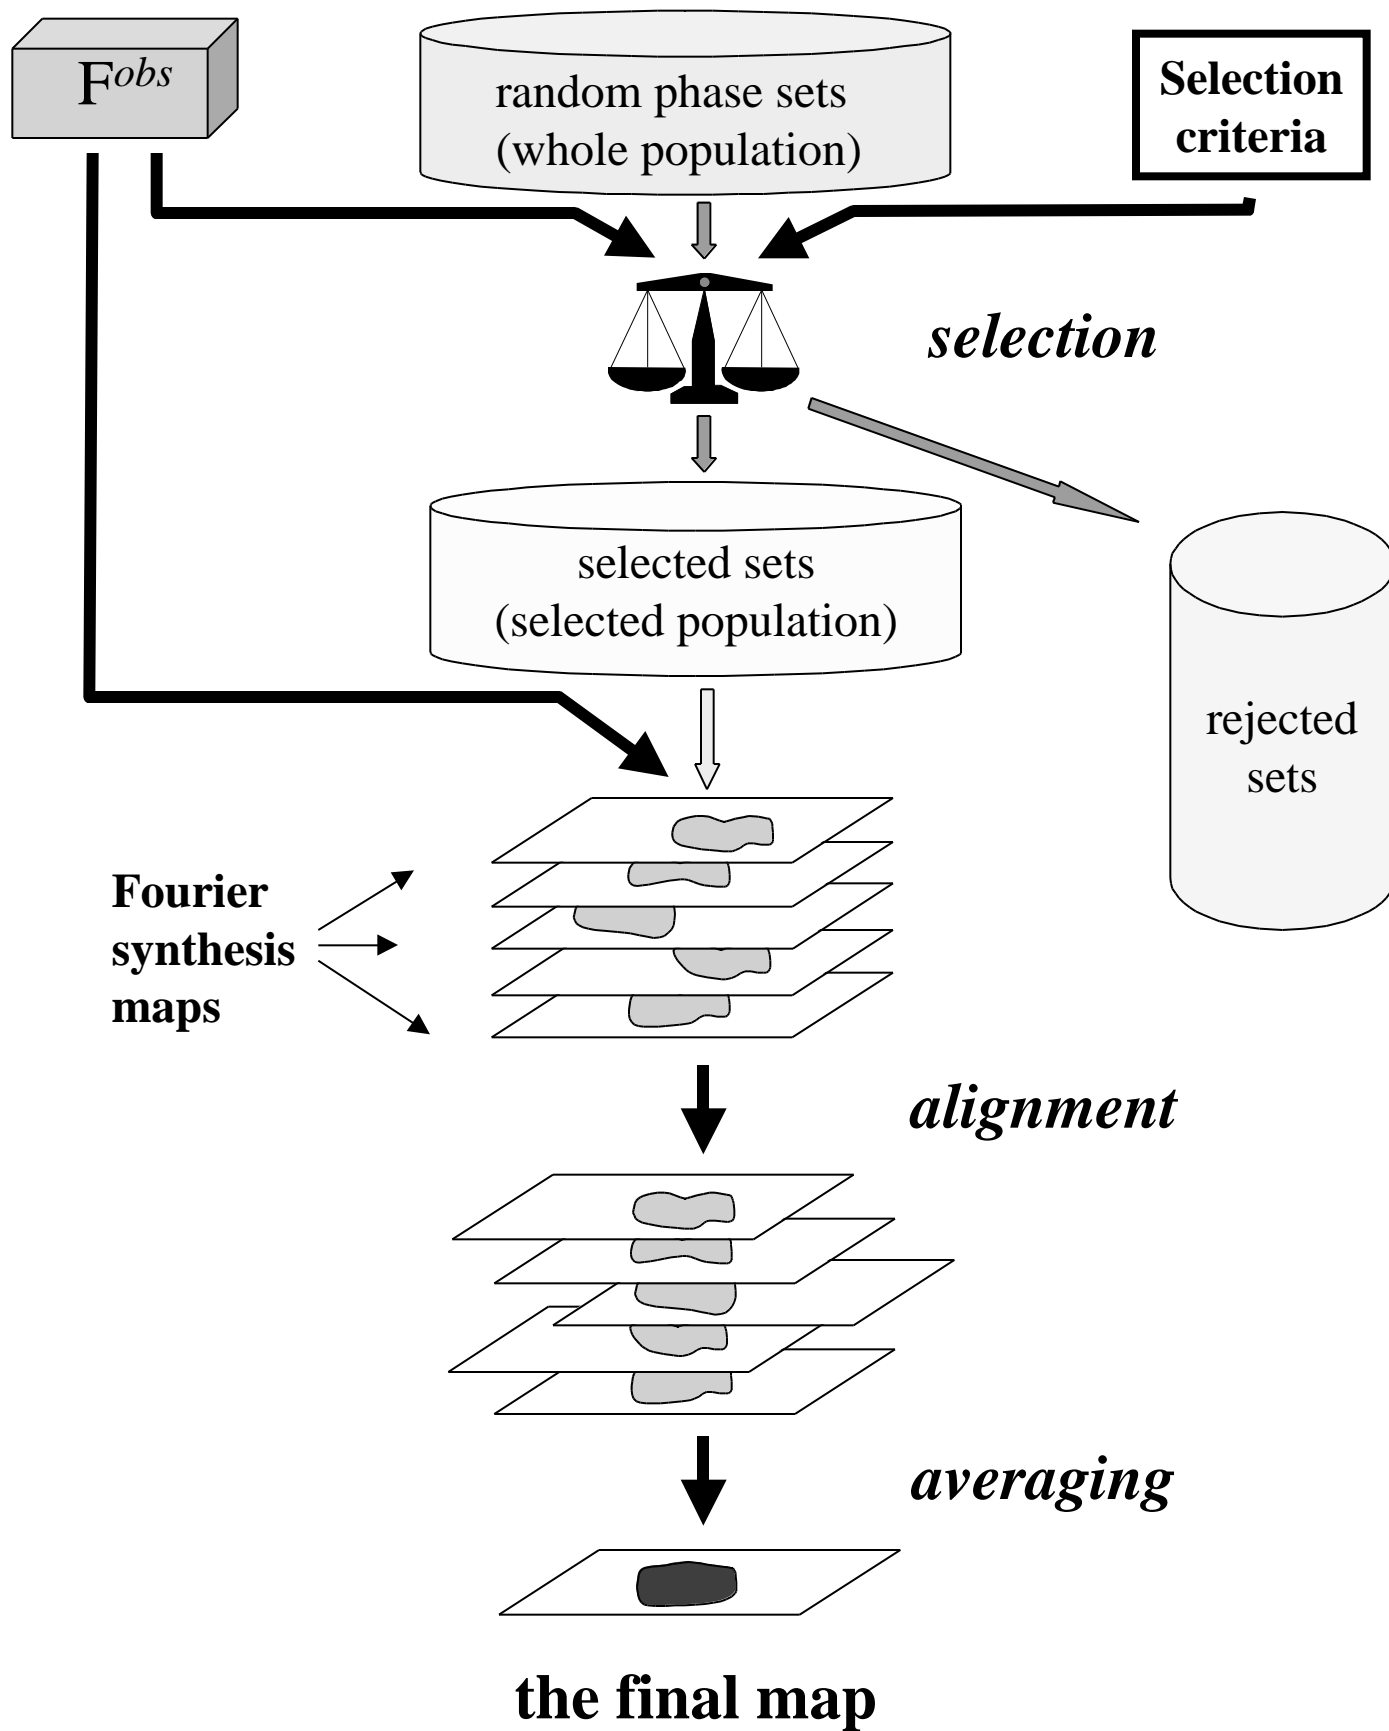 F^obs
random phase sets
(whole population)
Selection
criteria
selection
selected sets
(selected population)
rejected
sets
Fourier
synthesis
maps
alignment
averaging
the final map